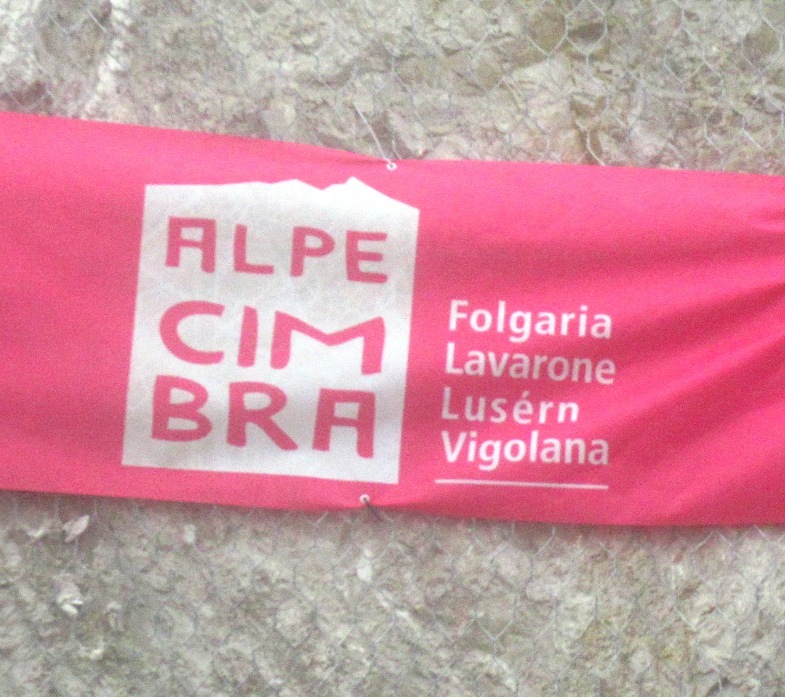 ALPE
CIM
BRA
Folgaria
Lavarone
Lusérn
Vigolana